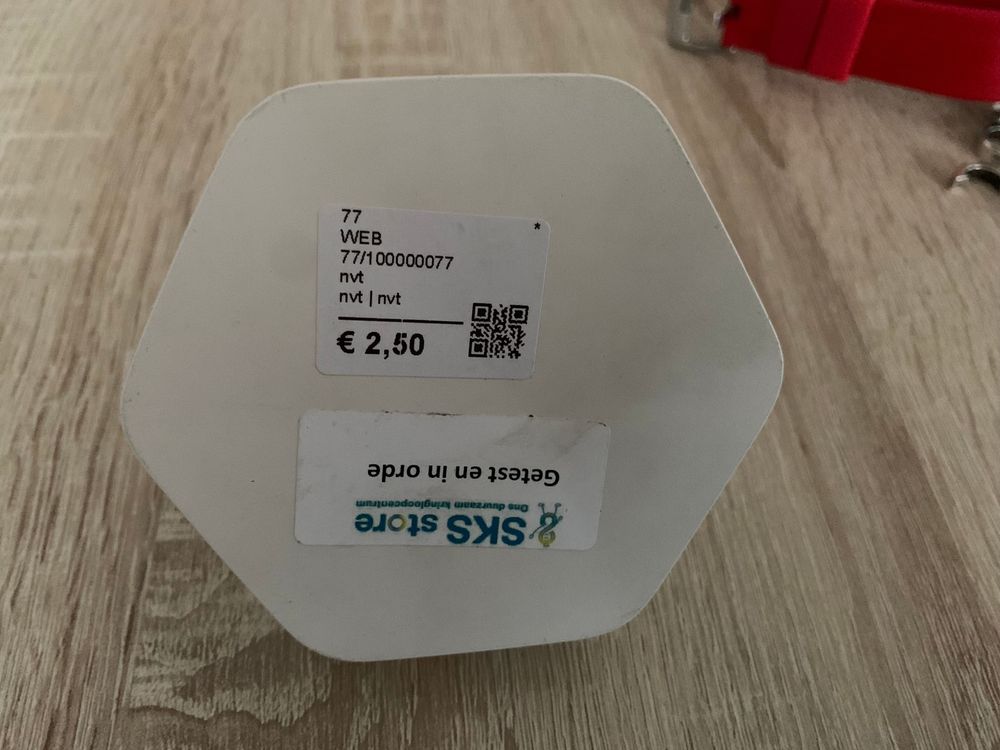 77
*
WEB
77/100000077
nvt
nvt | nvt
€ 2,50
SKS store
Ons duurzaam kringloopcentrum
Getest en in orde